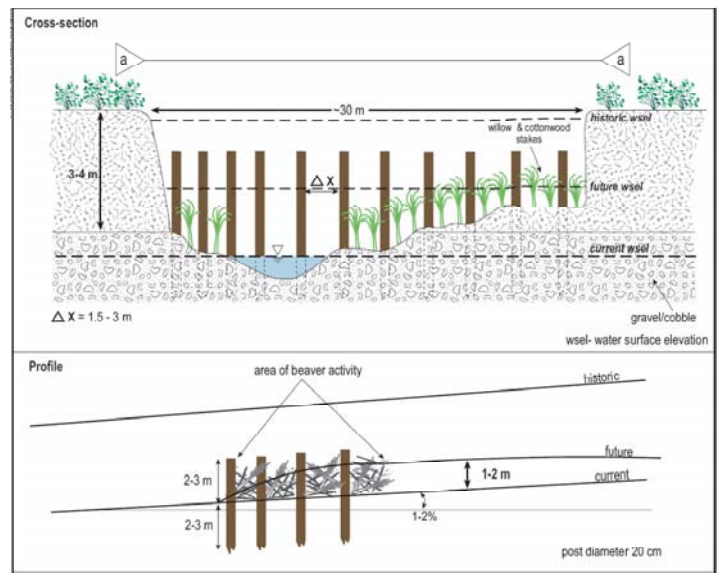 Cross-section
a
a
~30 m
historic wsel
willow & cottonwood
stakes
3-4 m
Δ X
future wsel
current wsel
Δ X = 1.5 - 3 m
gravel/cobble
wsel- water surface elevation
Profile
area of beaver activity
historic
future
2-3 m
1-2 m
current
2-3 m
1-2%
post diameter 20 cm